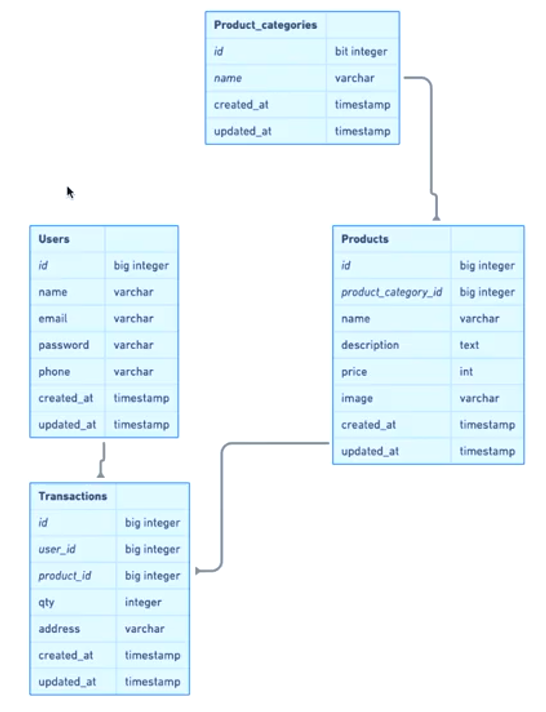 Product_categories
id bit integer
name varchar
created_at timestamp
updated_at timestamp
Users
id big integer
name varchar
email varchar
password varchar
phone varchar
created_at timestamp
updated_at timestamp
Products
id big integer
product_category_id big integer
name varchar
description text
price int
image varchar
created_at timestamp
updated_at timestamp
Transactions
id big integer
user_id big integer
product_id big integer
qty integer
address varchar
created_at timestamp
updated_at timestamp